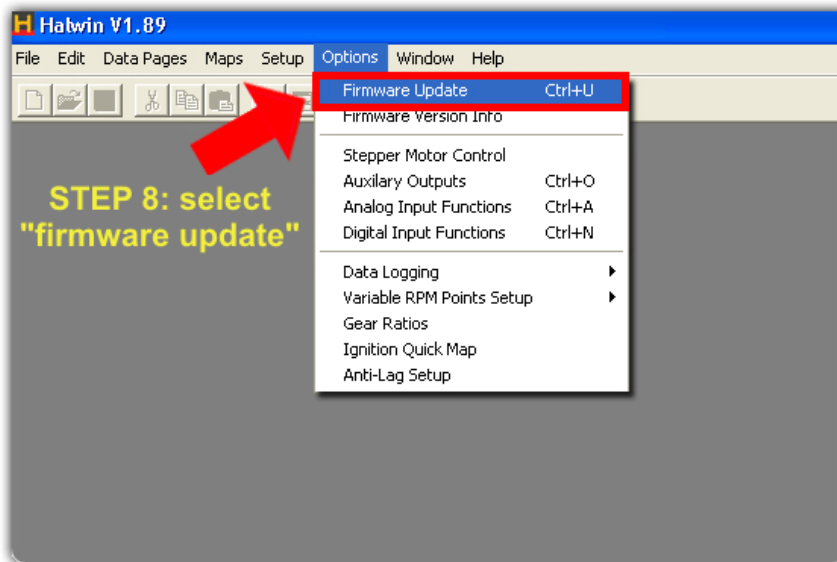 H Halwin V1.89
File Edit Data Pages Maps Setup Options Window Help
Firmware Update Ctrl+U
Firmware Version Info
Stepper Motor Control
Auxilary Outputs Ctrl+O
Analog Input Functions Ctrl+A
Digital Input Functions Ctrl+N
Data Logging
Variable RPM Points Setup
Gear Ratios
Ignition Quick Map
Anti-Lag Setup
STEP 8: select
"firmware update"